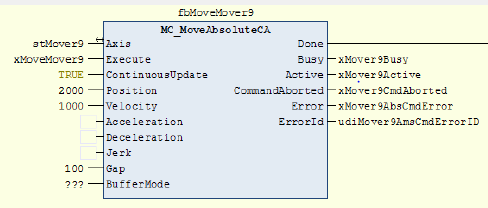 fbMoveMover9
MC_MoveAbsoluteCA
stMover9 Axis Done
xMoveMover9 Execute Busy xMover9Busy
TRUE ContinuousUpdate Active xMover9Active
2000 Position CommandAborted xMover9CmdAborted
1000 Velocity Error xMover9AbsCmdError
Acceleration ErrorId udiMover9AmsCmdErrorID
Deceleration
Jerk
100 Gap
??? BufferMode